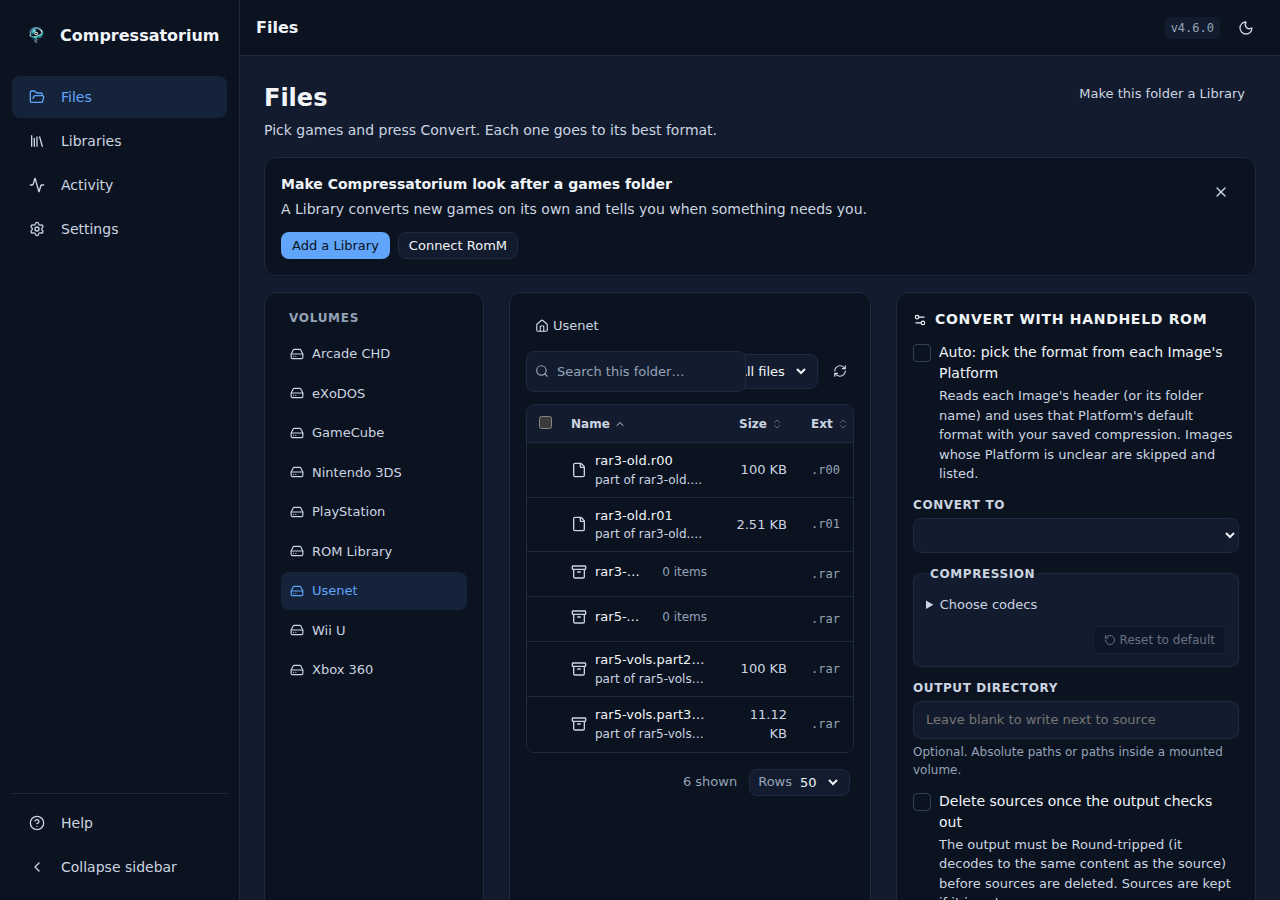 Compressatorium
Files
Libraries
Activity
Settings
Help
Collapse sidebar
Files
v4.6.0
Files
Make this folder a Library
Pick games and press Convert. Each one goes to its best format.
Make Compressatorium look after a games folder
A Library converts new games on its own and tells you when something needs you.
Add a Library
Connect RomM
VOLUMES
Arcade CHD
eXoDOS
GameCube
Nintendo 3DS
PlayStation
ROM Library
Usenet
Wii U
Xbox 360
Usenet
Search this folder…
ll files
Name Size Ext
rar3-old.r00 100 KB .r00
part of rar3-old.…
rar3-old.r01 2.51 KB .r01
part of rar3-old.…
rar3-… 0 items .rar
rar5-… 0 items .rar
rar5-vols.part2… 100 KB .rar
part of rar5-vols…
rar5-vols.part3… 11.12 KB .rar
part of rar5-vols…
6 shown Rows 50
CONVERT WITH HANDHELD ROM
Auto: pick the format from each Image's
Platform
Reads each Image's header (or its folder
name) and uses that Platform's default
format with your saved compression. Images
whose Platform is unclear are skipped and
listed.
CONVERT TO
COMPRESSION
Choose codecs
Reset to default
OUTPUT DIRECTORY
Leave blank to write next to source
Optional. Absolute paths or paths inside a mounted
volume.
Delete sources once the output checks
out
The output must be Round-tripped (it
decodes to the same content as the source)
before sources are deleted. Sources are kept